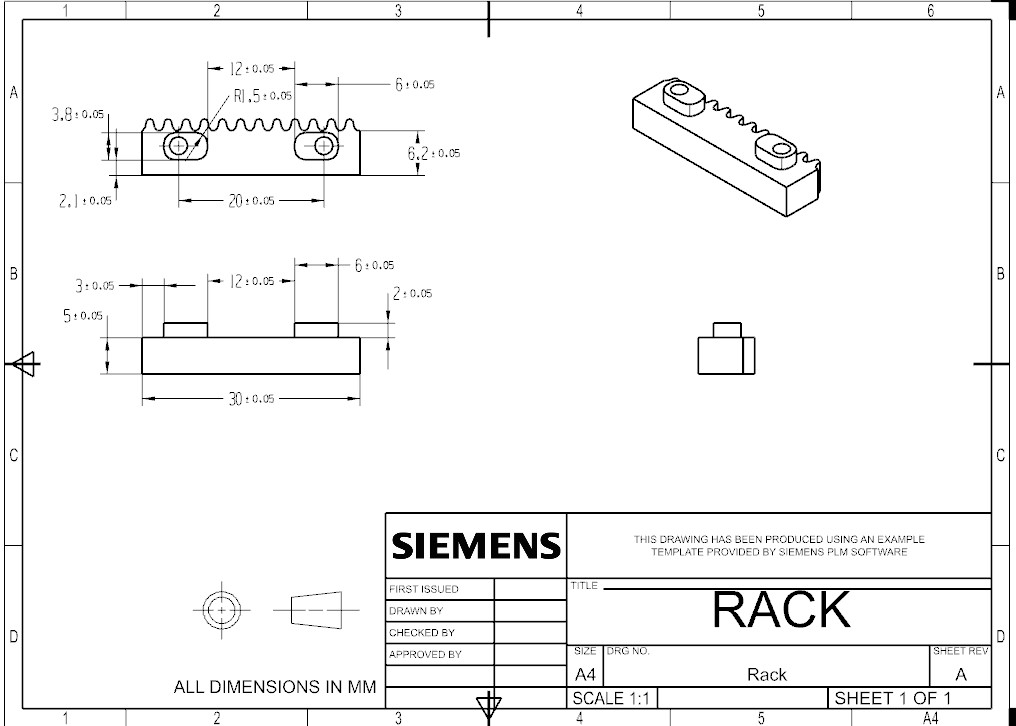 1 2 3 4 5 6
A A
12±0.05
6±0.05
R1.5±0.05
3.8±0.05
6.2±0.05
2.1±0.05
20±0.05
B B
6±0.05
12±0.05
3±0.05
2±0.05
5±0.05
30±0.05
C C
SIEMENS
THIS DRAWING HAS BEEN PRODUCED USING AN EXAMPLE
TEMPLATE PROVIDED BY SIEMENS PLM SOFTWARE
FIRST ISSUED
TITLE
RACK
DRAWN BY
CHECKED BY
D D
APPROVED BY
SIZE DRG NO. SHEET REV
A4 Rack A
ALL DIMENSIONS IN MM
SCALE 1:1 SHEET 1 OF 1
1 2 3 4 5 A4